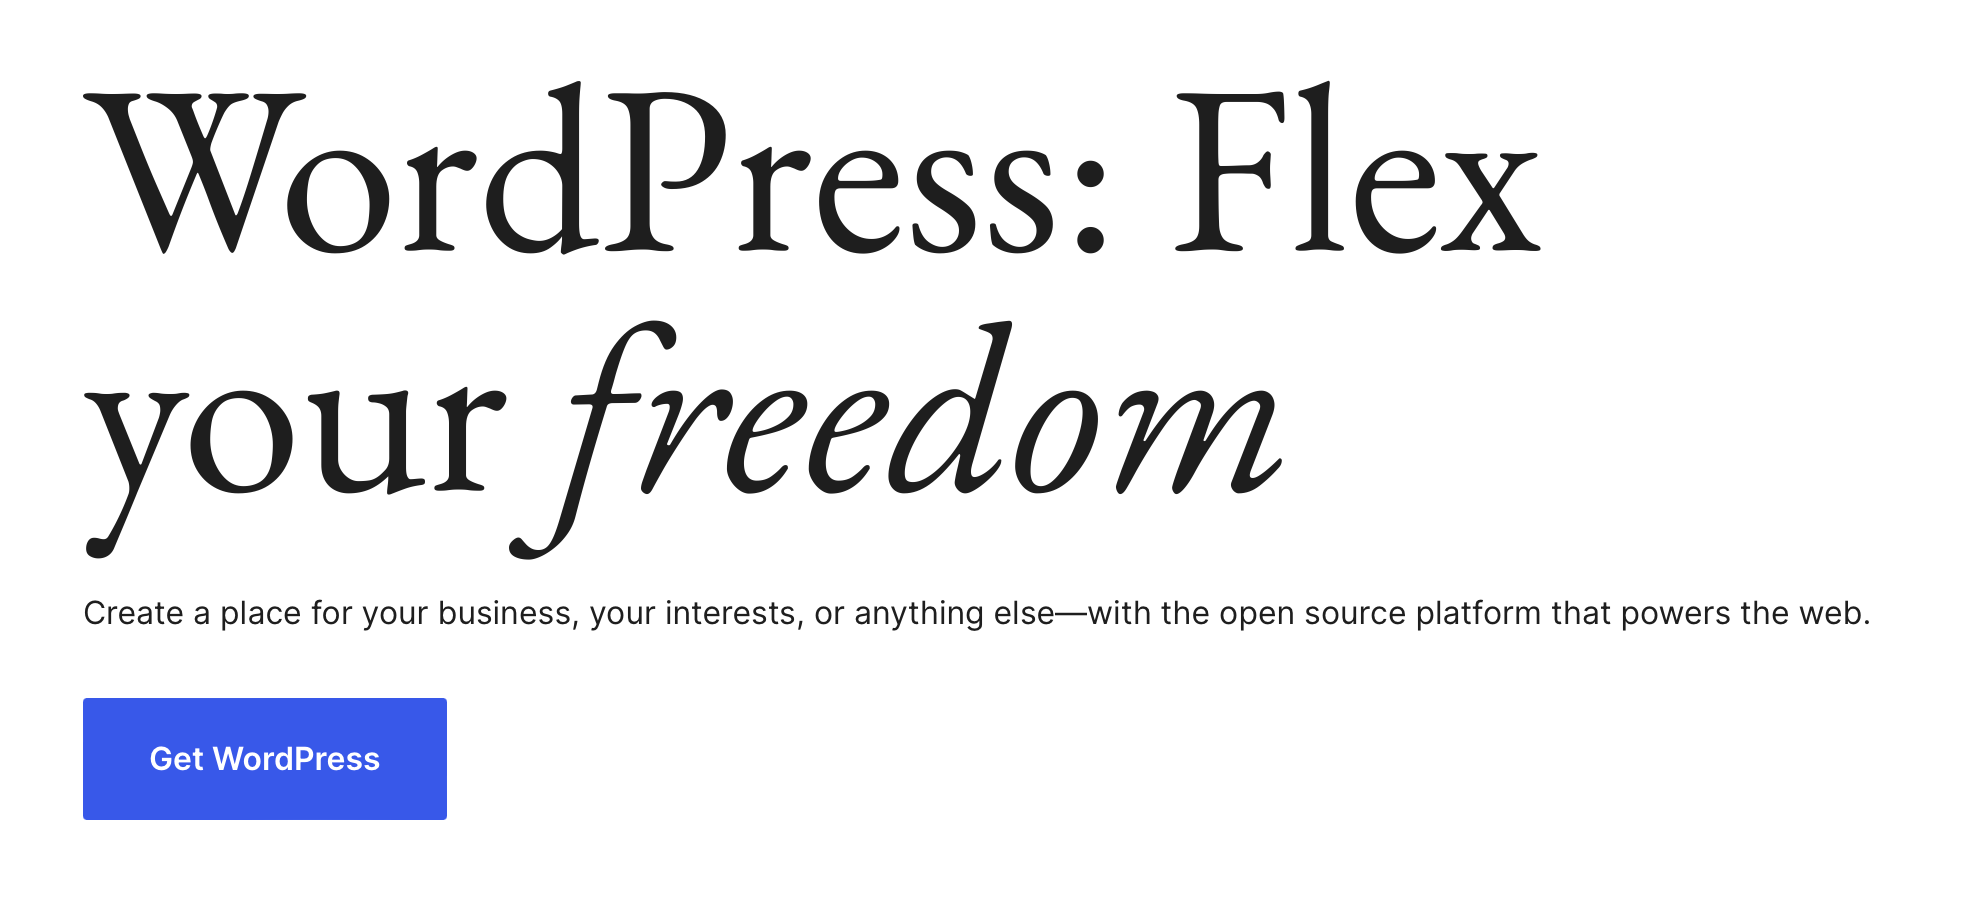 WordPress: Flex
your freedom
Create a place for your business, your interests, or anything else—with the open source platform that powers the web.
Get WordPress